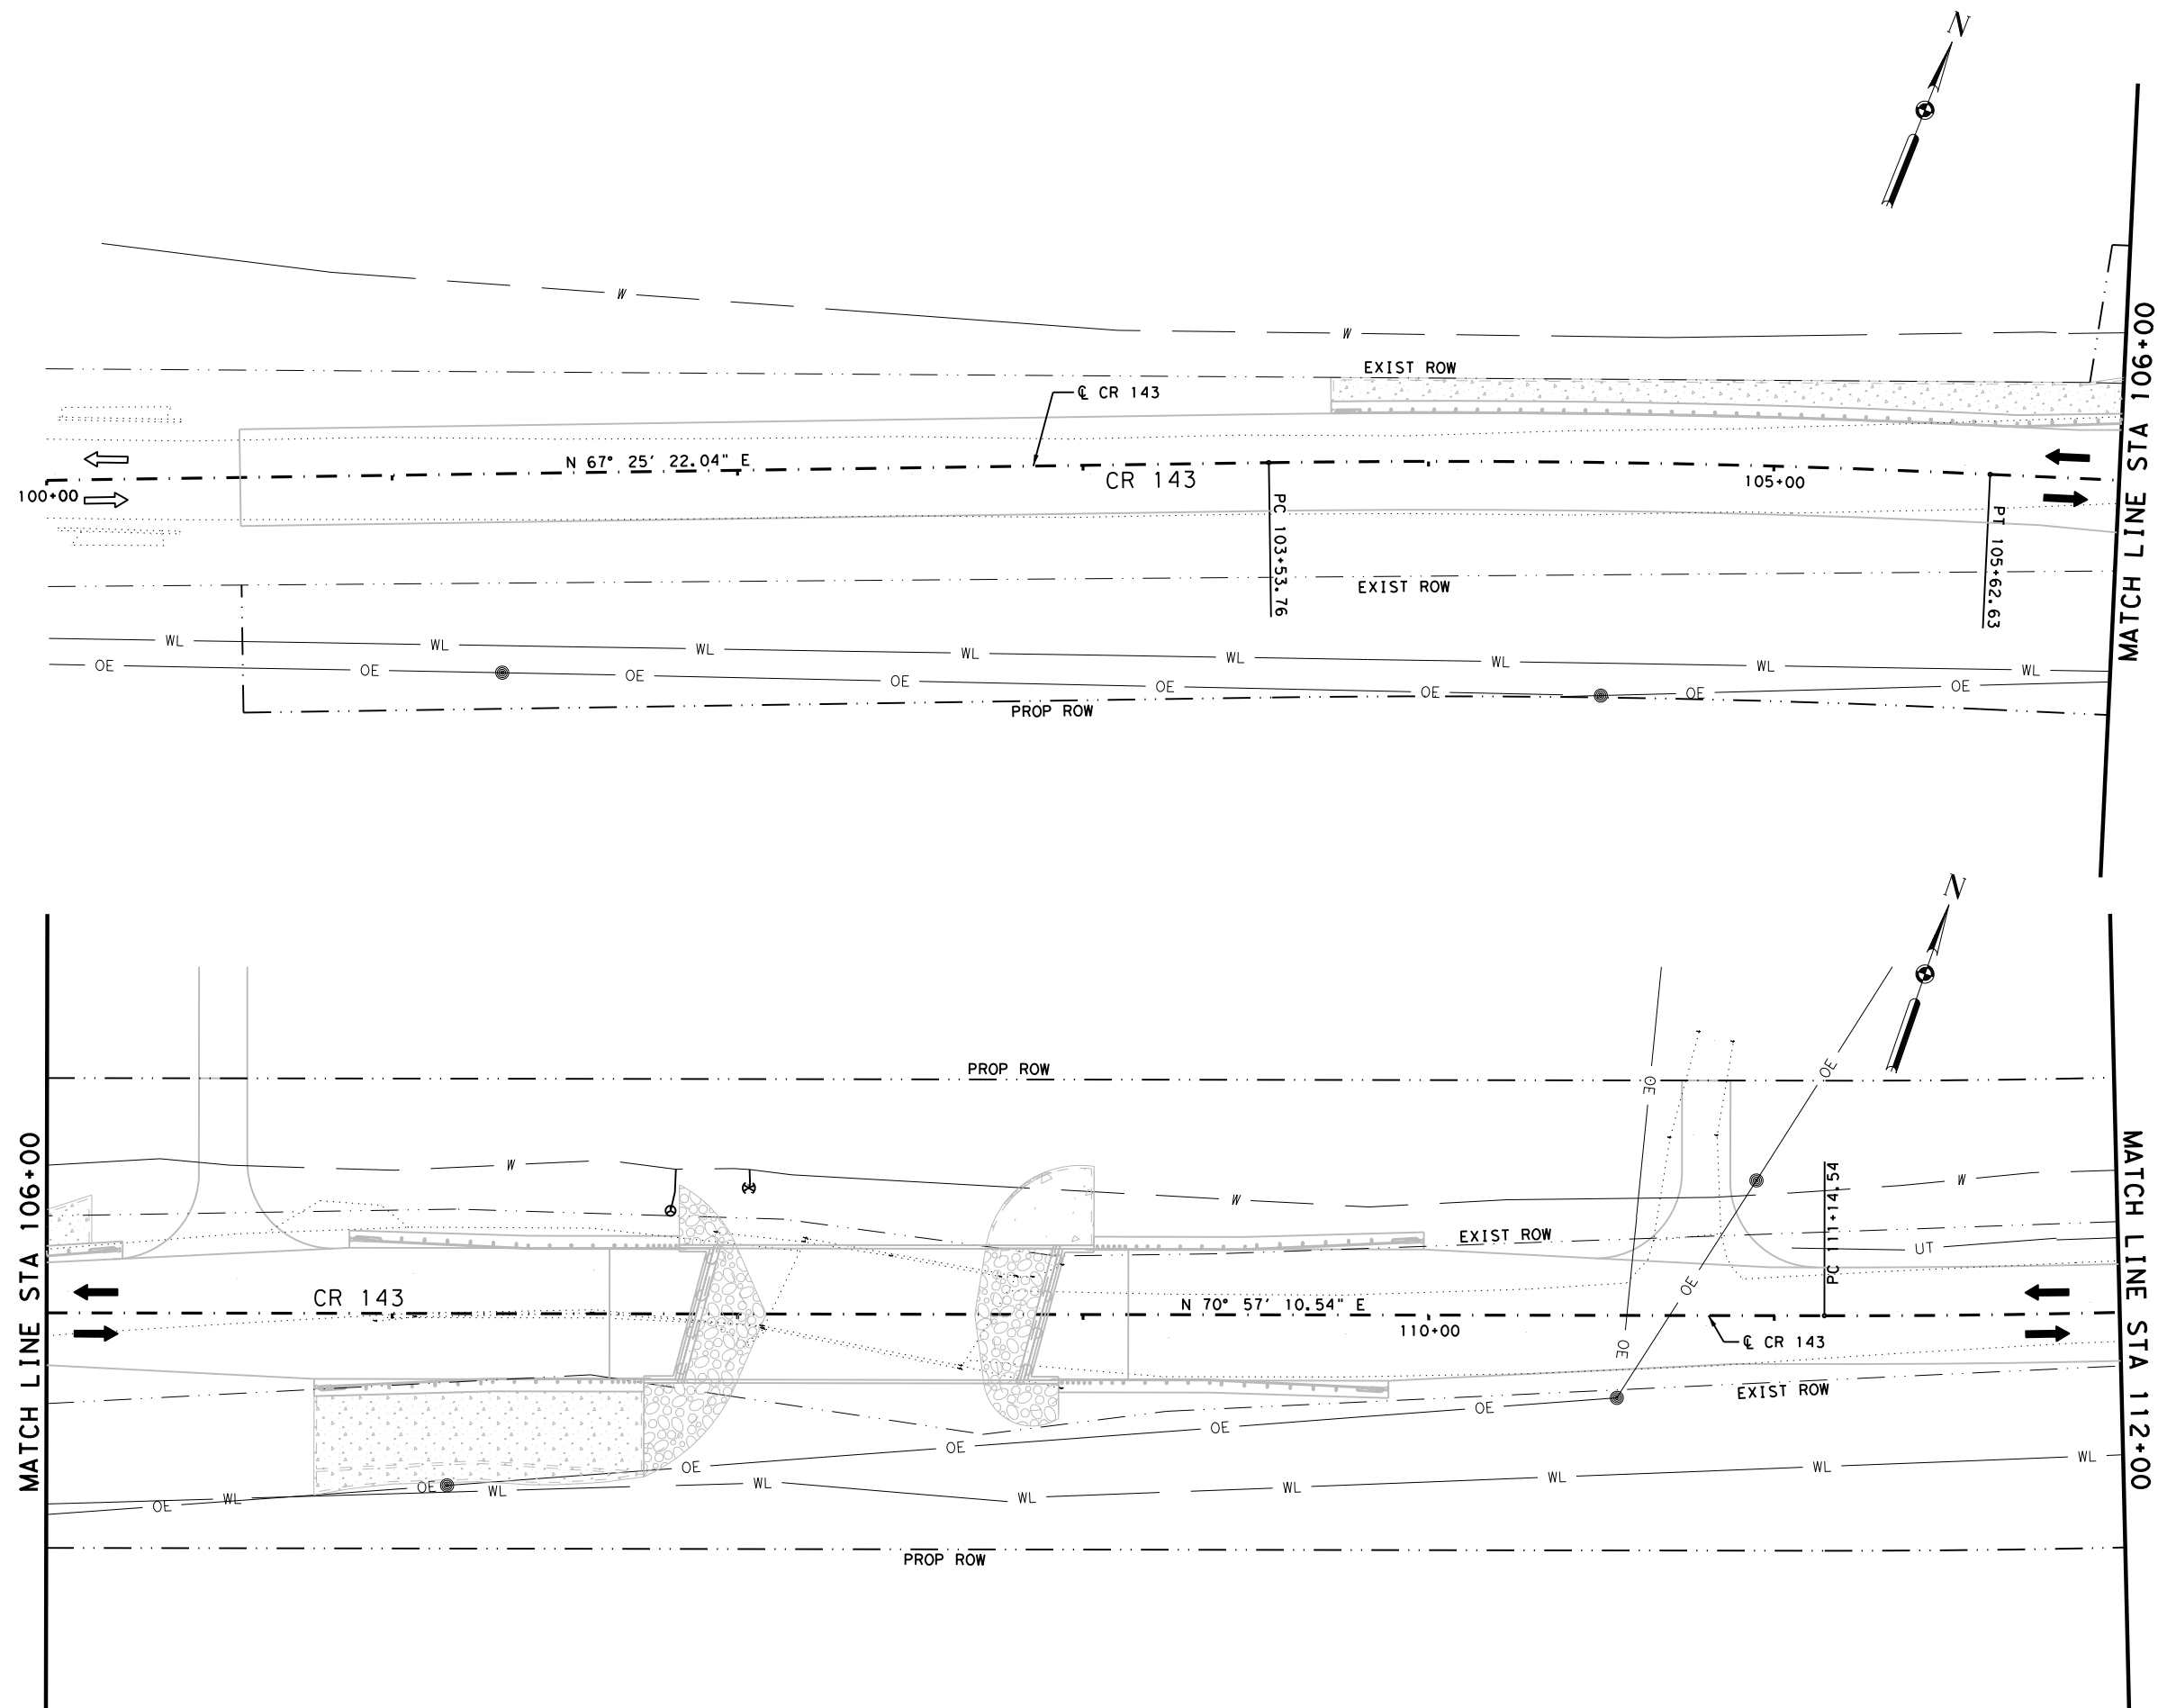 N
W
W
EXIST ROW
℄ CR 143
MATCH LINE STA 106+00
N 67° 25′ 22.04" E
CR 143
105+00
100+00
PC 103+53.76
PT 105+62.63
EXIST ROW
WL WL WL WL WL WL WL WL
OE OE OE OE OE OE OE OE
PROP ROW
N
PROP ROW
OE
OE
MATCH LINE STA 106+00
MATCH LINE STA 112+00
W
W
W
PC 111+14.54
EXIST ROW
UT
OE
CR 143
N 70° 57′ 10.54" E
110+00
℄ CR 143
OE
EXIST ROW
OE OE OE OE OE OE
WL WL WL WL WL WL WL WL
PROP ROW